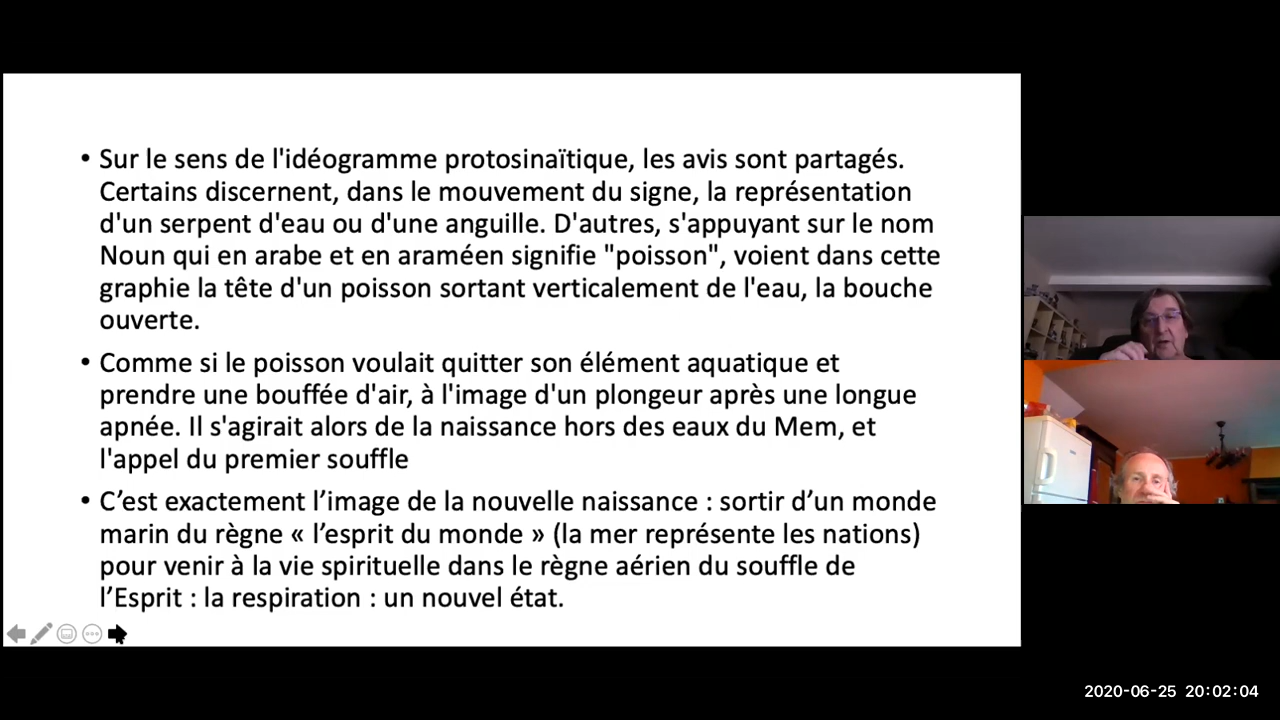 • Sur le sens de l'idéogramme protosinaïtique, les avis sont partagés.
Certains discernent, dans le mouvement du signe, la représentation
d'un serpent d'eau ou d'une anguille. D'autres, s'appuyant sur le nom
Noun qui en arabe et en araméen signifie "poisson", voient dans cette
graphie la tête d'un poisson sortant verticalement de l'eau, la bouche
ouverte.
• Comme si le poisson voulait quitter son élément aquatique et
prendre une bouffée d'air, à l'image d'un plongeur après une longue
apnée. Il s'agirait alors de la naissance hors des eaux du Mem, et
l'appel du premier souffle
• C’est exactement l’image de la nouvelle naissance : sortir d’un monde
marin du règne « l’esprit du monde » (la mer représente les nations)
pour venir à la vie spirituelle dans le règne aérien du souffle de
l’Esprit : la respiration : un nouvel état.
2020-06-25 20:02:04